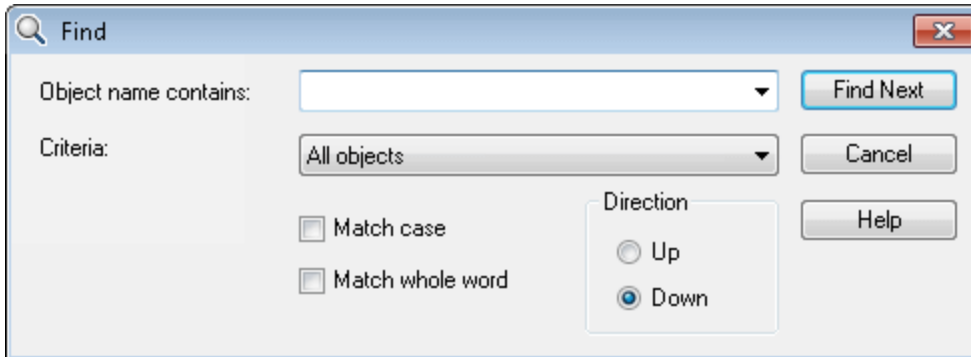 Find
Object name contains:
Find Next
Criteria:
All objects
Cancel
Match case
Match whole word
Direction
Up
Down
Help